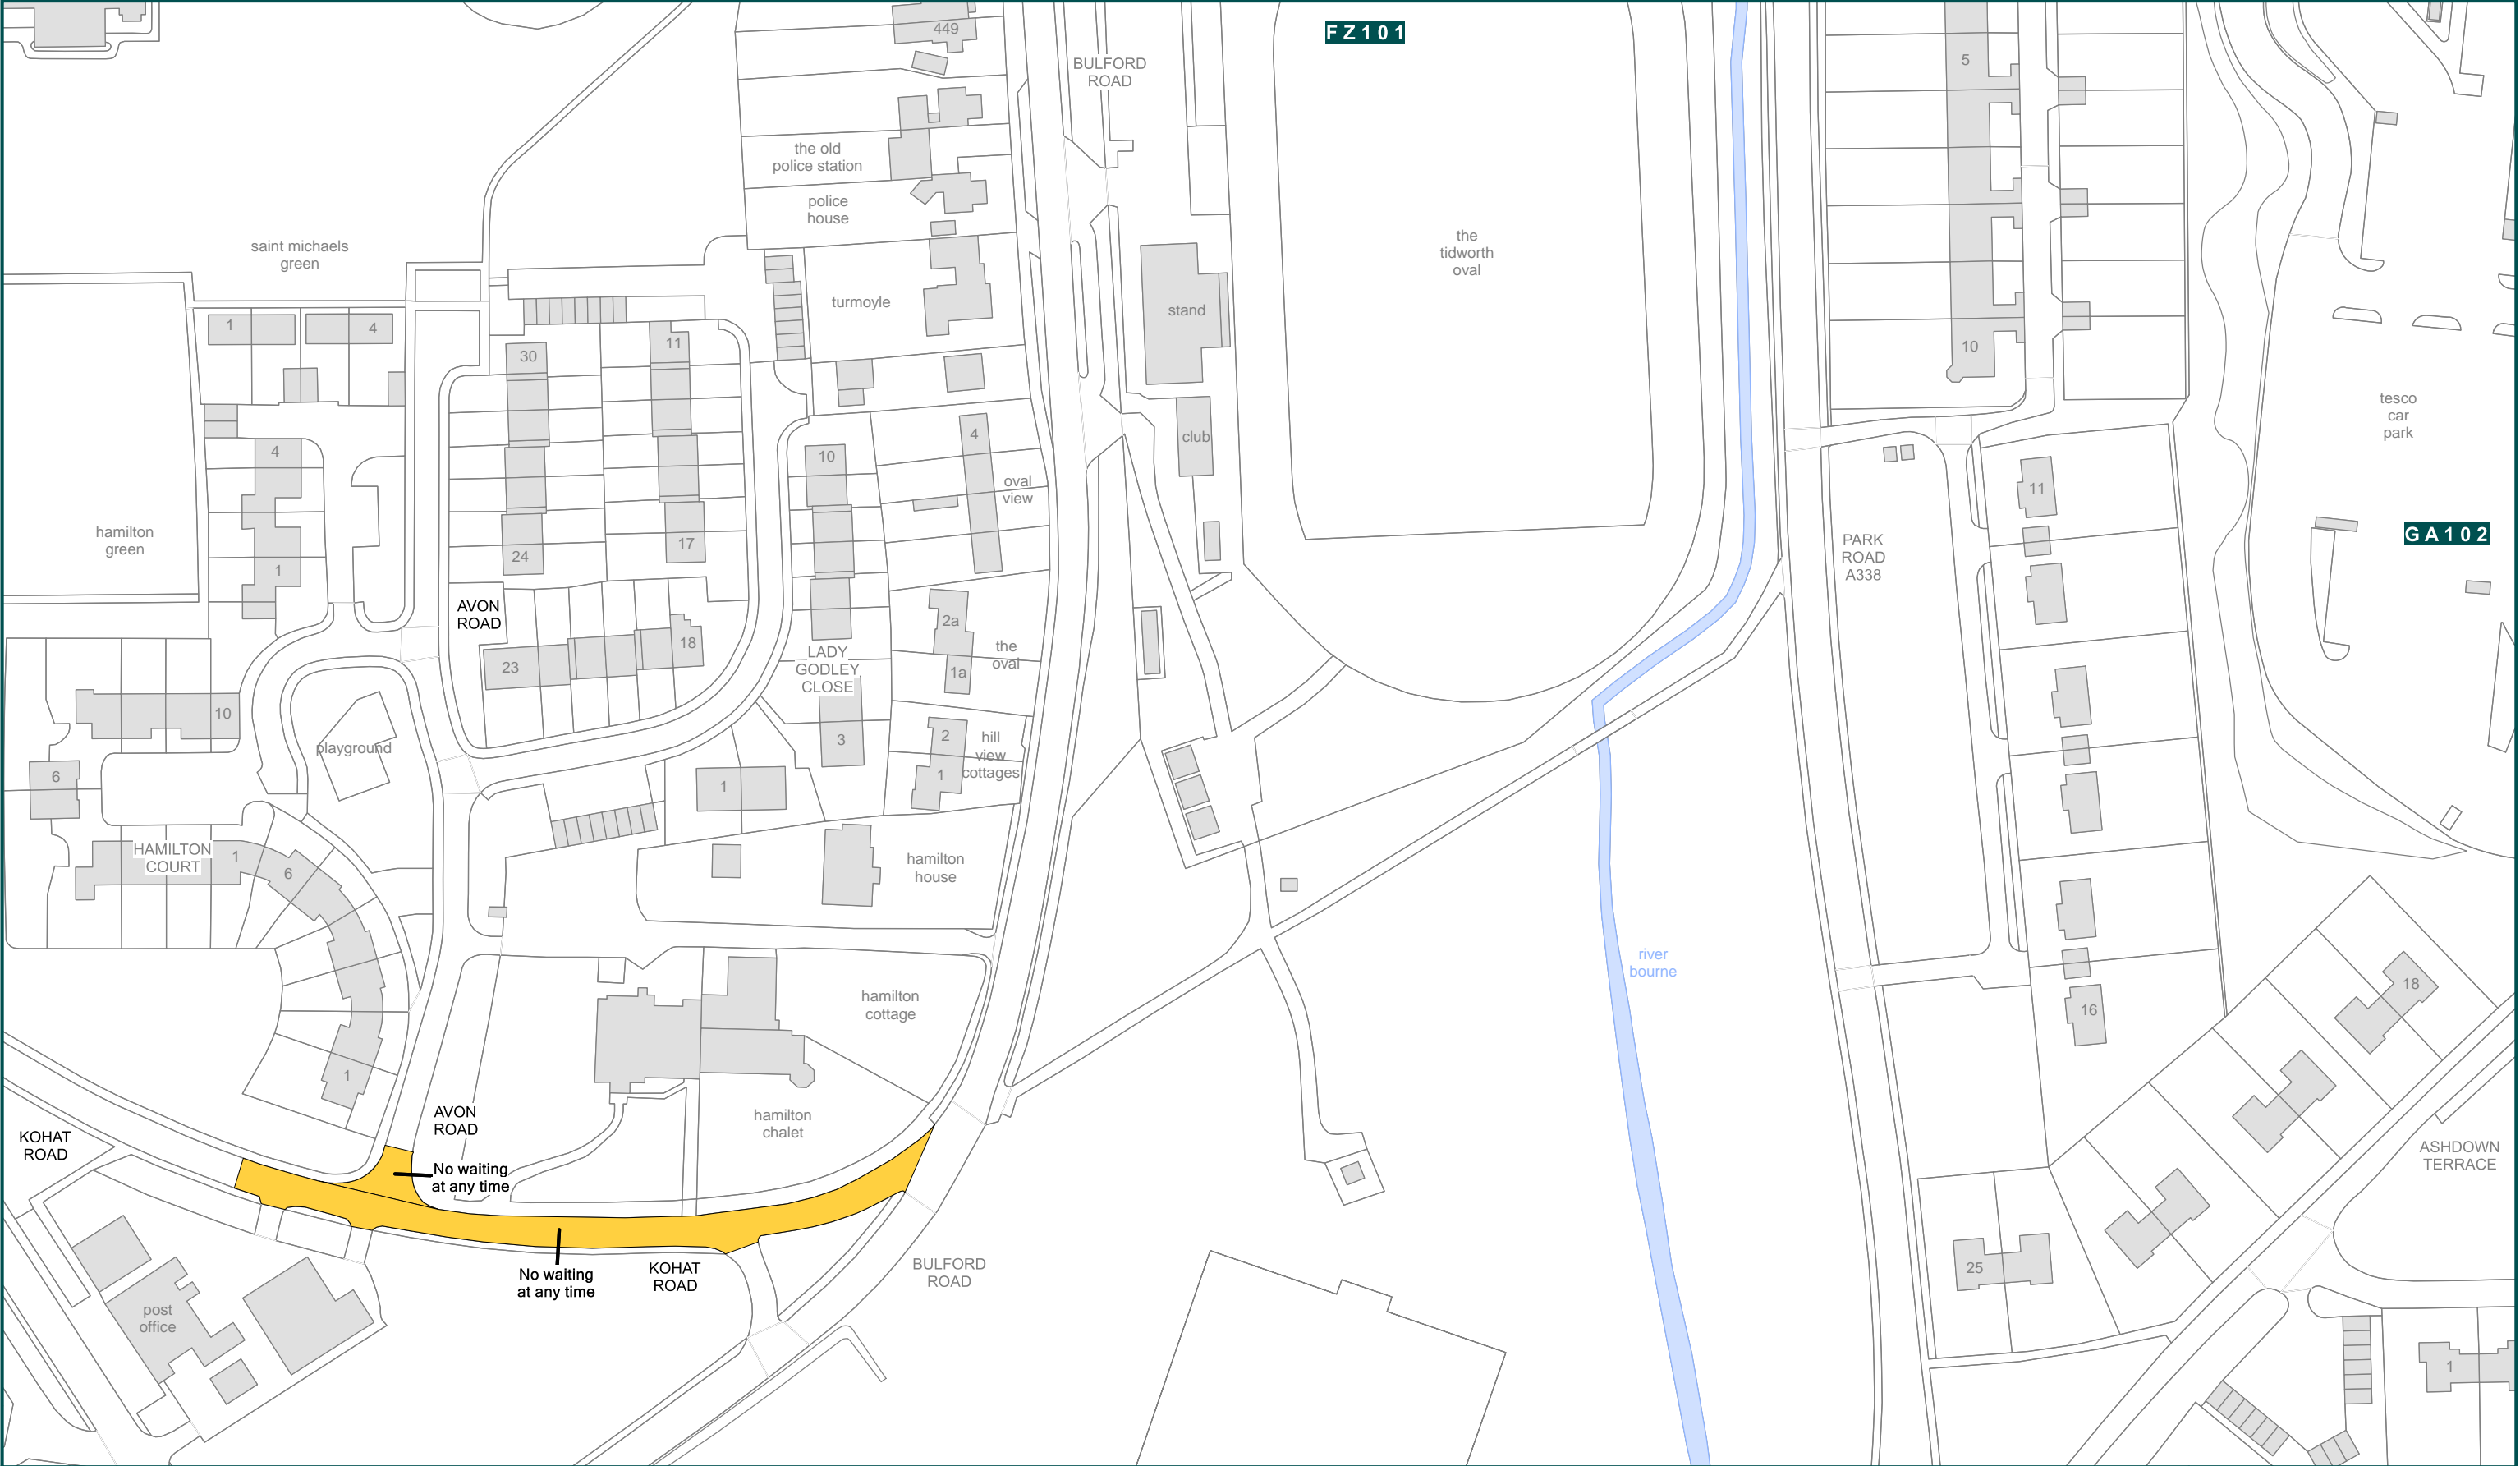 FZ101
449
BULFORD
ROAD
5
the old
police station
police
house
saint michaels
green
the
tidworth
oval
turmoyle
stand
1
4
30
11
10
tesco
car
park
4
10
4
club
oval
view
11
hamilton
green
24
17
1
PARK
ROAD
A338
GA102
AVON
ROAD
2a
18
23
LADY
GODLEY
CLOSE
the
oval
1a
10
playground
3
2
hill
view
cottages
1
6
1
HAMILTON
COURT
1
6
hamilton
house
river
bourne
hamilton
cottage
18
16
1
AVON
ROAD
hamilton
chalet
KOHAT
ROAD
No waiting
at any time
ASHDOWN
TERRACE
No waiting
at any time
KOHAT
ROAD
BULFORD
ROAD
25
post
office
1